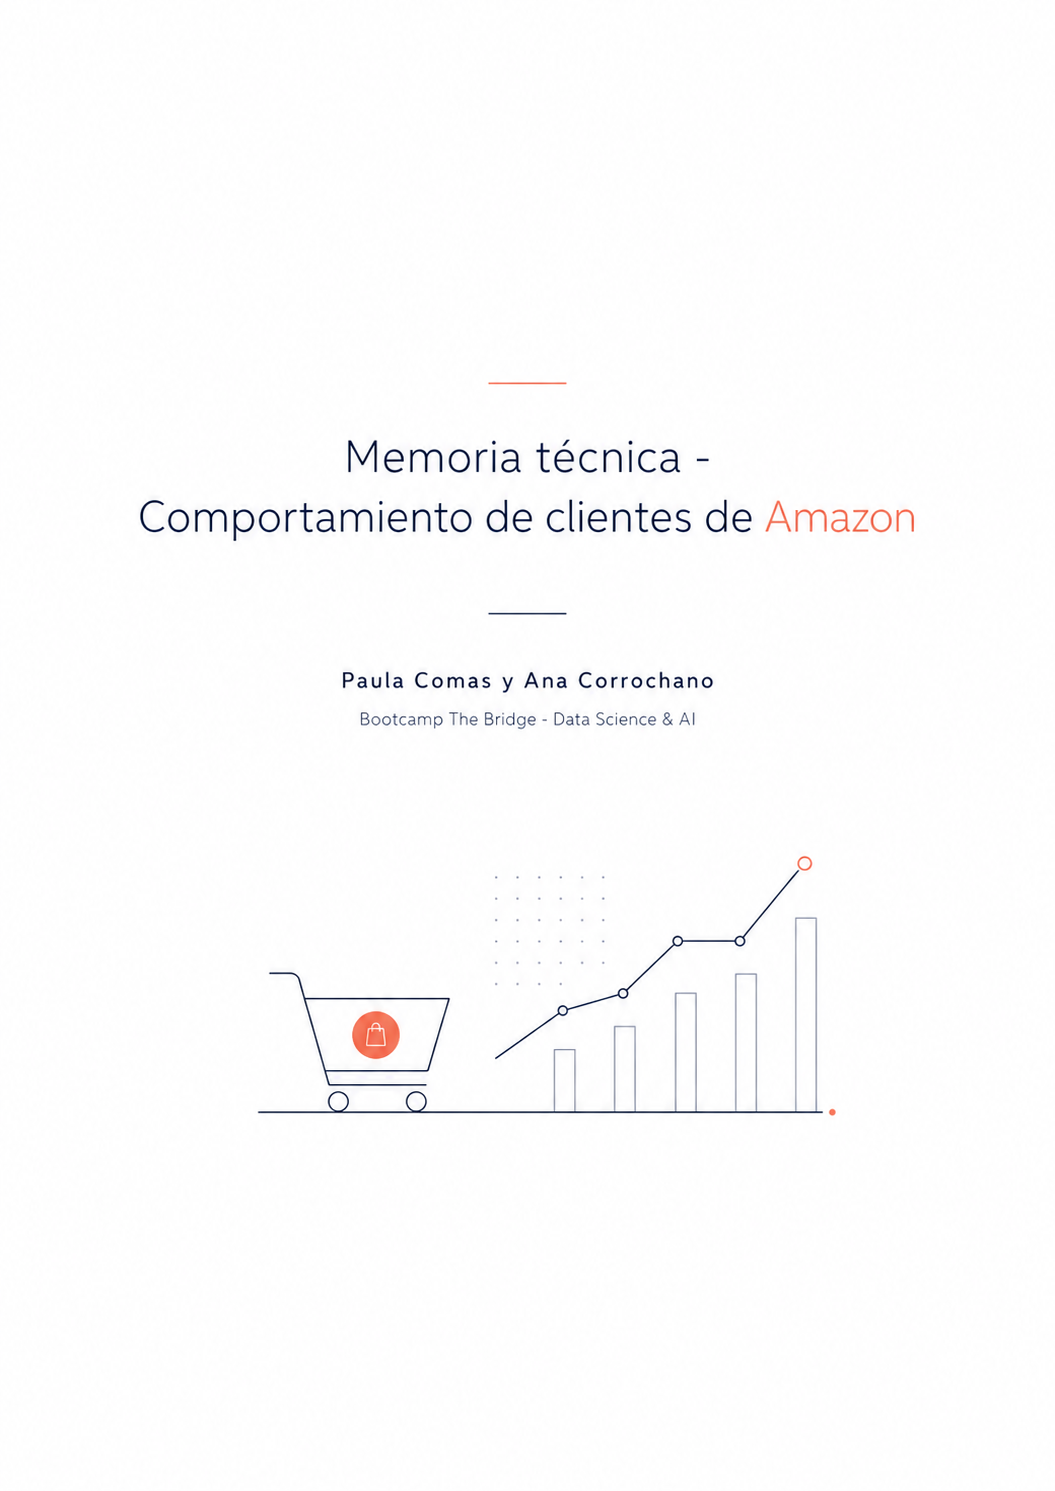 Memoria técnica -
Comportamiento de clientes de Amazon
Paula Comas y Ana Corrochano
Bootcamp The Bridge - Data Science & AI